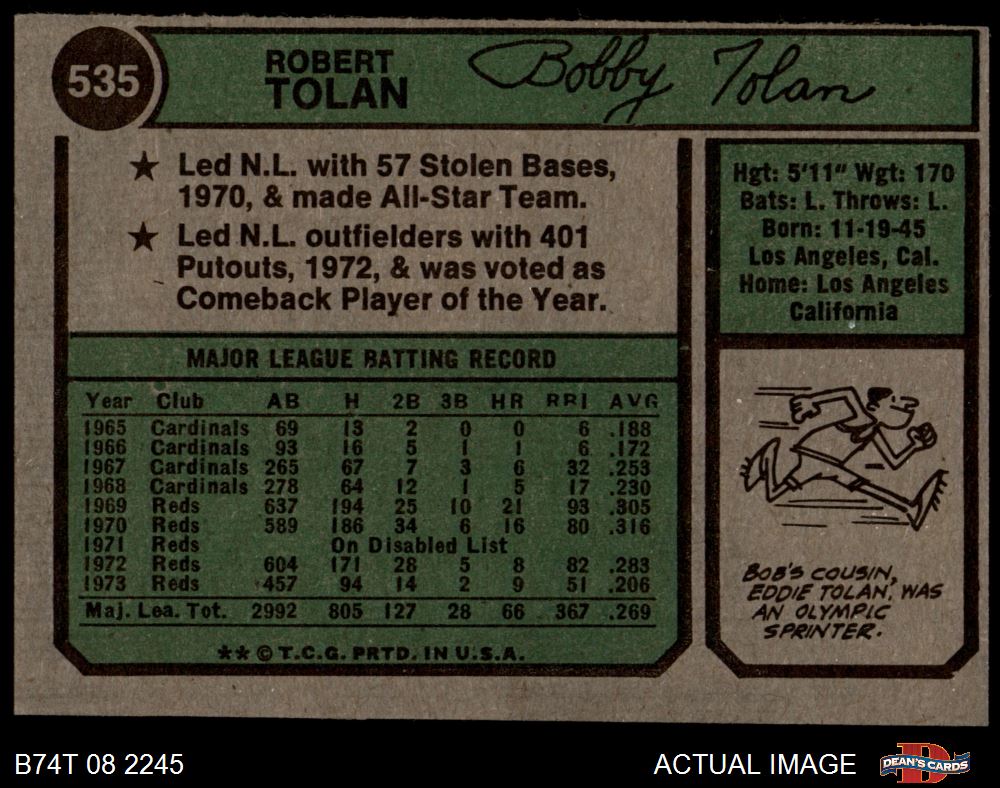 535
ROBERT
TOLAN
Bobby Tolan
★ Led N.L. with 57 Stolen Bases,
1970, & made All-Star Team.
★ Led N.L. outfielders with 401
Putouts, 1972, & was voted as
Comeback Player of the Year.
Hgt: 5'11" Wgt: 170
Bats: L. Throws: L.
Born: 11-19-45
Los Angeles, Cal.
Home: Los Angeles
California
MAJOR LEAGUE BATTING RECORD
Year Club AB H 2B 3B HR RBI AVG
1965 Cardinals 69 13 2 0 0 6 .188
1966 Cardinals 93 16 5 1 1 6 .172
1967 Cardinals 265 67 7 3 6 32 .253
1968 Cardinals 278 64 12 1 5 17 .230
1969 Reds 637 194 25 10 21 93 .305
1970 Reds 589 186 34 6 16 80 .316
1971 Reds On Disabled List
1972 Reds 604 171 28 5 8 82 .283
1973 Reds 457 94 14 2 9 51 .206
Maj. Lea. Tot. 2992 805 127 28 66 367 .269
** © T.C.G. PRTD. IN U.S.A.
BOB'S COUSIN,
EDDIE TOLAN, WAS
AN OLYMPIC
SPRINTER.
B74T 08 2245
ACTUAL IMAGE
DEAN'S CARDS